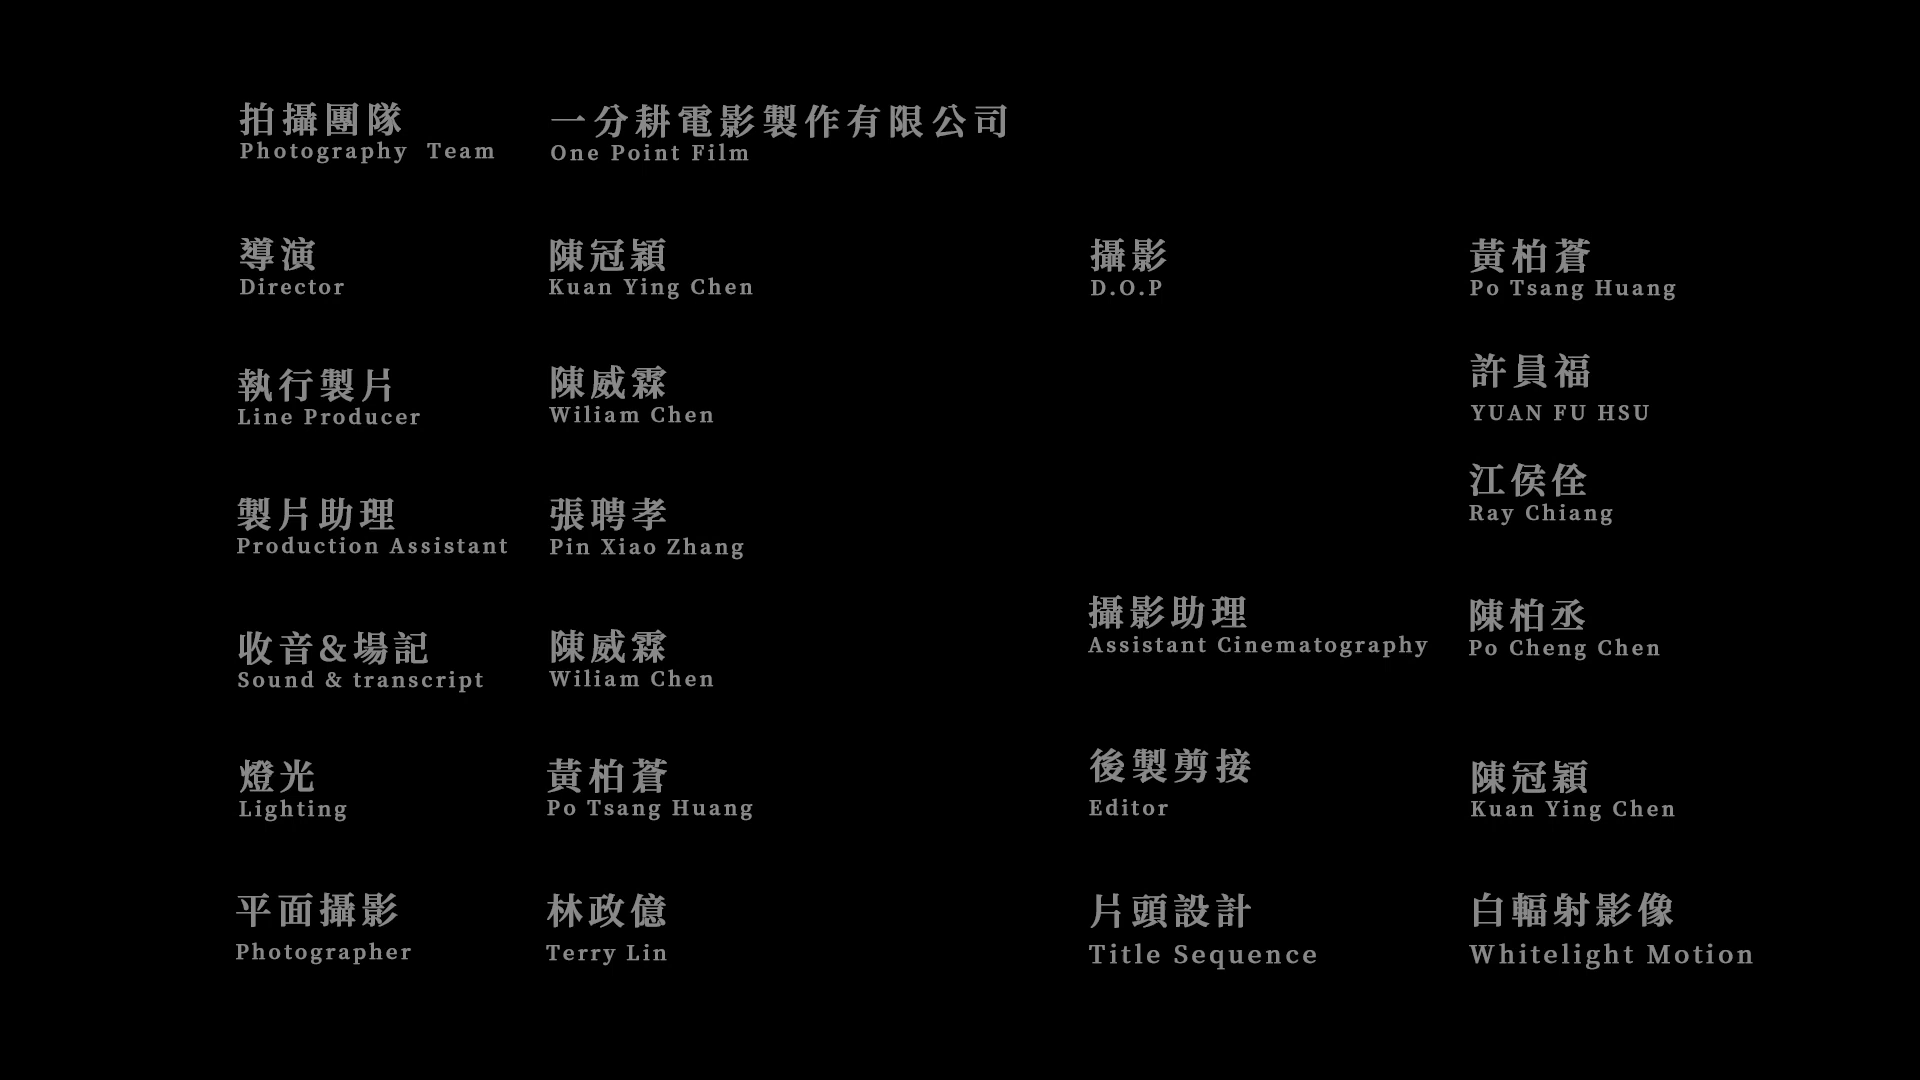 拍攝團隊
Photography Team
一分耕電影製作有限公司
One Point Film
導演
Director
陳冠穎
Kuan Ying Chen
執行製片
Line Producer
陳威霖
Wiliam Chen
製片助理
Production Assistant
張聘孝
Pin Xiao Zhang
收音&場記
Sound & transcript
陳威霖
Wiliam Chen
燈光
Lighting
黃柏蒼
Po Tsang Huang
平面攝影
Photographer
林政億
Terry Lin
攝影
D.O.P
黃柏蒼
Po Tsang Huang
許員福
YUAN FU HSU
江侯佺
Ray Chiang
攝影助理
Assistant Cinematography
陳柏丞
Po Cheng Chen
後製剪接
Editor
陳冠穎
Kuan Ying Chen
片頭設計
Title Sequence
白輻射影像
Whitelight Motion